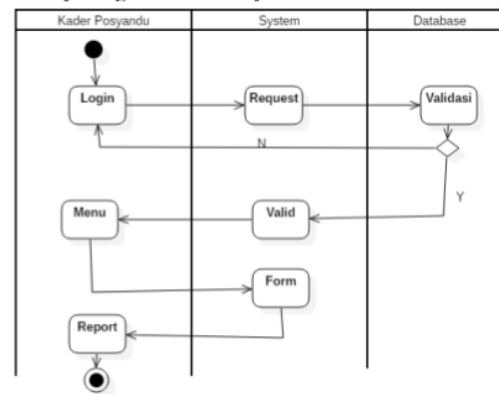 Kader Posyandu
System
Database
Login
Request
Validasi
N
Y
Menu
Valid
Form
Report